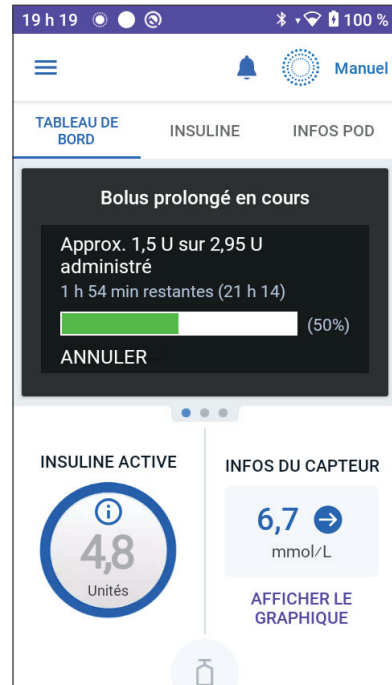 19 h 19
100 %
Manuel
TABLEAU DE
BORD
INSULINE
INFOS POD
Bolus prolongé en cours
Approx. 1,5 U sur 2,95 U
administré
1 h 54 min restantes (21 h 14)
(50%)
ANNULER
INSULINE ACTIVE
4,8
Unités
INFOS DU CAPTEUR
6,7
mmol/L
AFFICHER LE
GRAPHIQUE